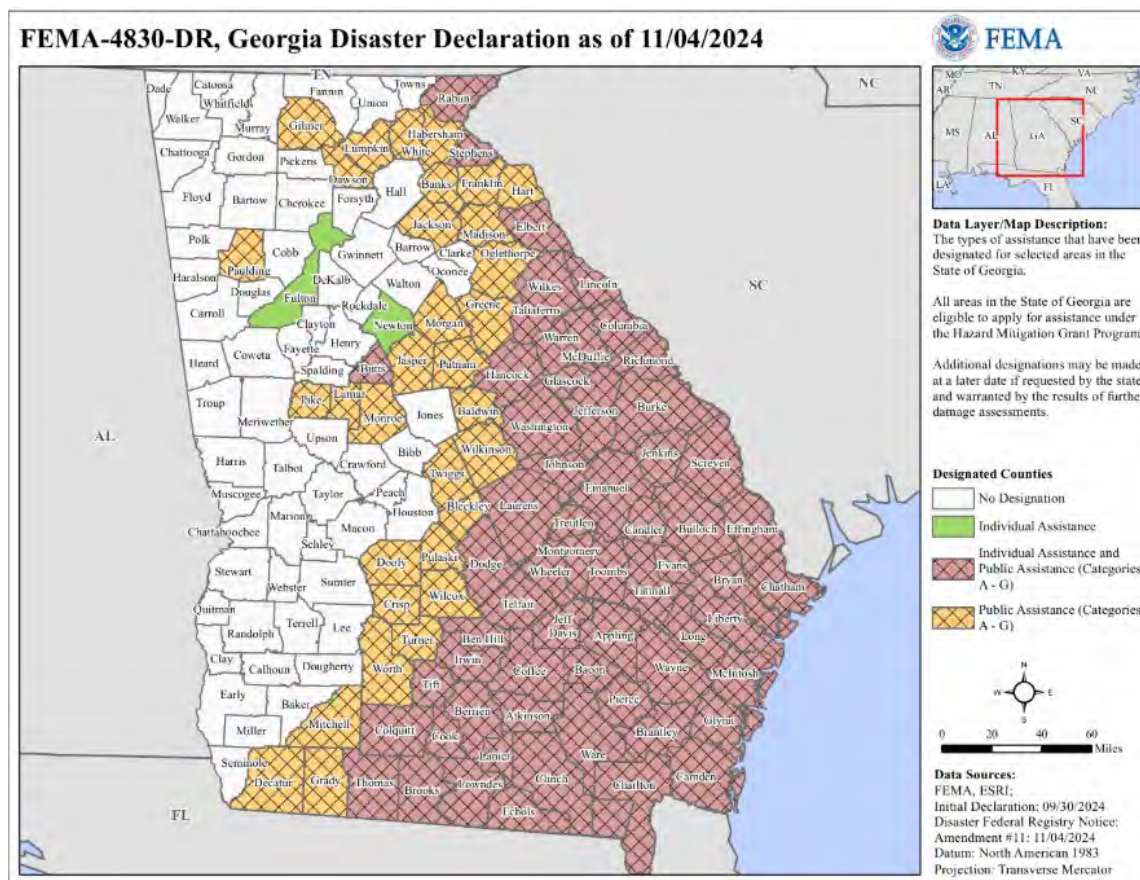 FEMA-4830-DR, Georgia Disaster Declaration as of 11/04/2024
FEMA
TN
NC
Dade
Catoosa
Whitfield
Fannin
Towns
Union
Rabun
Walker
Murray
Gilmer
Habersham
Lumpkin
White
Stephens
Chattooga
Gordon
Pickens
Dawson
Hall
Banks
Franklin
Hart
Floyd
Bartow
Cherokee
Forsyth
Jackson
Madison
Elbert
Polk
Paulding
Cobb
Gwinnett
Barrow
Clarke
Oglethorpe
Haralson
Douglas
Fulton
DeKalb
Walton
Oconee
Wilkes
Lincoln
SC
Carroll
Clayton
Rockdale
Newton
Morgan
Greene
Taliaferro
Columbia
Heard
Coweta
Fayette
Henry
Spalding
Butts
Jasper
Putnam
Hancock
Warren
McDuffie
Richmond
Glascock
Troup
Meriwether
Pike
Lamar
Monroe
Jones
Baldwin
Washington
Jefferson
Burke
AL
Upson
Bibb
Wilkinson
Harris
Talbot
Crawford
Twiggs
Johnson
Jenkins
Screven
Muscogee
Taylor
Peach
Houston
Bleckley
Laurens
Emanuel
Chattahoochee
Marion
Macon
Treutlen
Candler
Bulloch
Effingham
Schley
Dooly
Pulaski
Dodge
Montgomery
Wheeler
Toombs
Evans
Bryan
Chatham
Stewart
Webster
Sumter
Crisp
Wilcox
Telfair
Tattnall
Liberty
Quitman
Randolph
Terrell
Lee
Turner
Ben Hill
Jeff
Davis
Appling
Long
Clay
Calhoun
Dougherty
Worth
Irwin
Coffee
Bacon
Wayne
McIntosh
Early
Baker
Tift
Pierce
Miller
Mitchell
Colquitt
Berrien
Cook
Atkinson
Brantley
Glynn
Seminole
Decatur
Grady
Thomas
Brooks
Lanier
Lowndes
Clinch
Ware
Charlton
Camden
Echols
FL
MO
KY
VA
AR
TN
NC
MS
AL
GA
SC
LA
FL
Data Layer/Map Description:
The types of assistance that have been
designated for selected areas in the
State of Georgia.
All areas in the State of Georgia are
eligible to apply for assistance under
the Hazard Mitigation Grant Program
Additional designations may be made
at a later date if requested by the state
and warranted by the results of furthe
damage assessments.
Designated Counties
No Designation
Individual Assistance
Individual Assistance and
Public Assistance (Categories
A - G)
Public Assistance (Categories
A - G)
N
W
E
S
0
20
40
60
Miles
Data Sources:
FEMA, ESRI;
Initial Declaration: 09/30/2024
Disaster Federal Registry Notice:
Amendment #11: 11/04/2024
Datum: North American 1983
Projection: Transverse Mercator